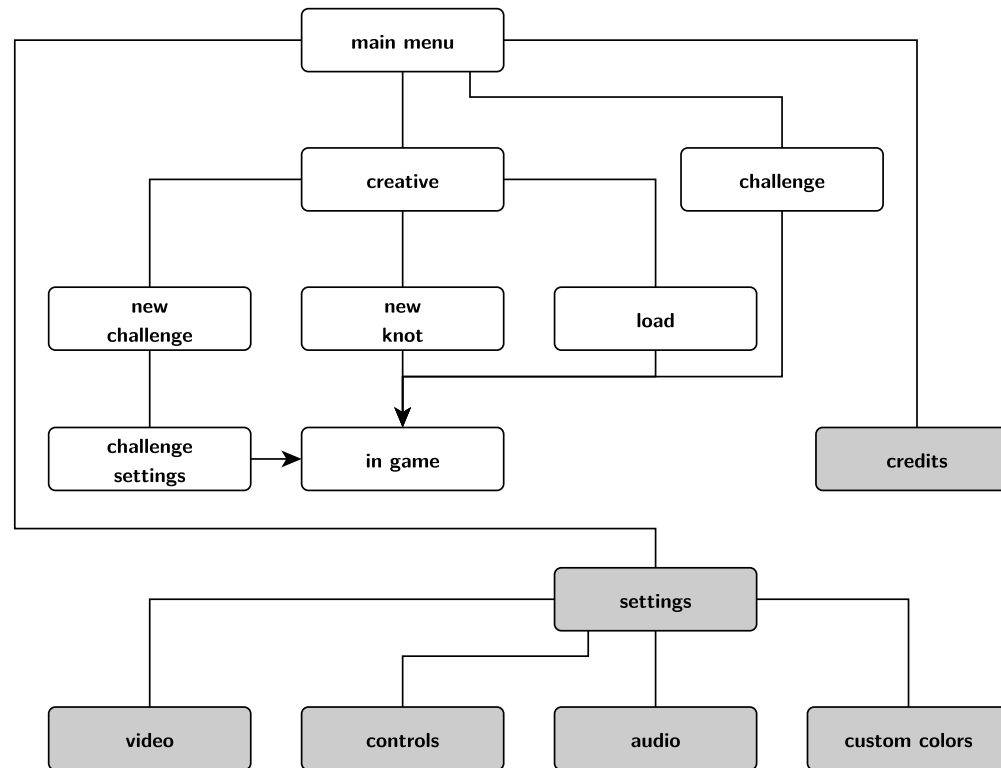 main menu
creative
challenge
new
challenge
new
knot
load
challenge
settings
in game
credits
settings
video
controls
audio
custom colors